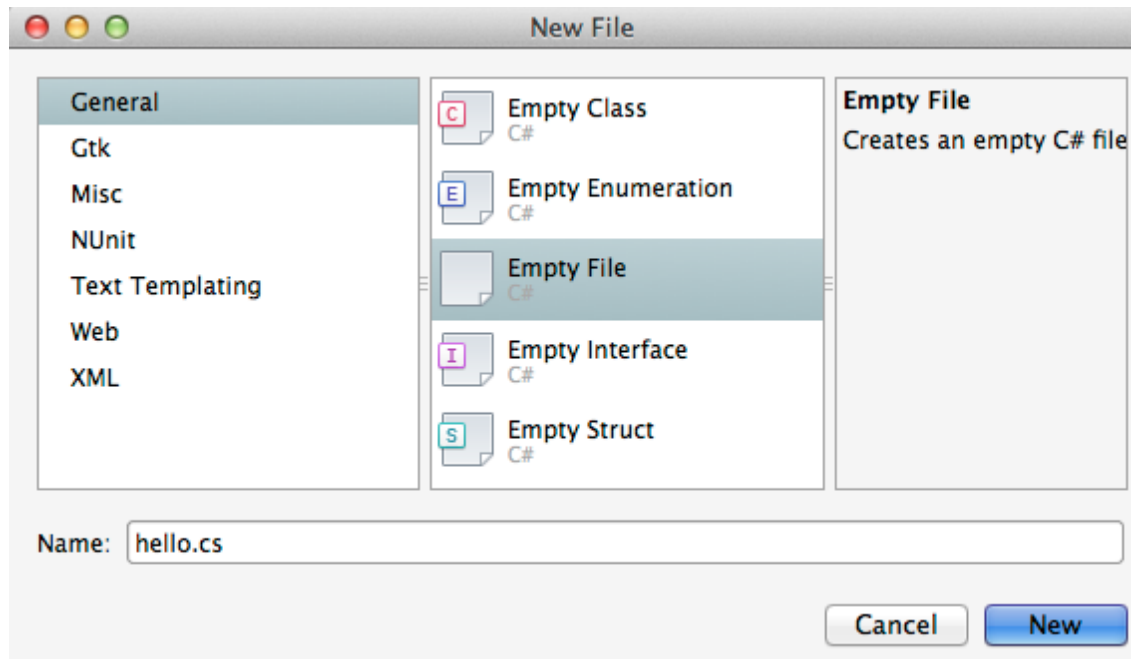 New File
General
Gtk
Misc
NUnit
Text Templating
Web
XML
C
Empty Class
C#
E
Empty Enumeration
C#
Empty File
C#
I
Empty Interface
C#
S
Empty Struct
C#
Empty File
Creates an empty C# file
Name: hello.cs
Cancel New